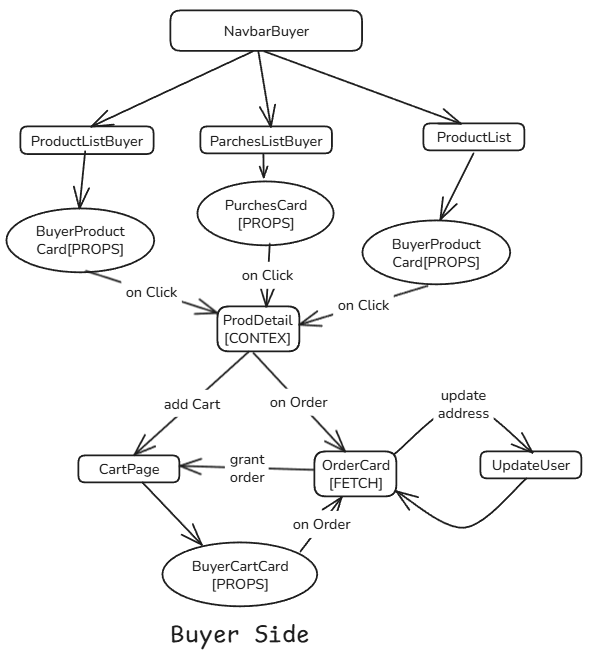 NavbarBuyer
ProductListBuyer
ParchesListBuyer
ProductList
BuyerProduct
Card[PROPS]
PurchesCard
[PROPS]
BuyerProduct
Card[PROPS]
on Click
on Click
on Click
ProdDetail
[CONTEX]
add Cart
on Order
update
address
CartPage
grant
order
OrderCard
[FETCH]
UpdateUser
on Order
BuyerCartCard
[PROPS]
Buyer Side